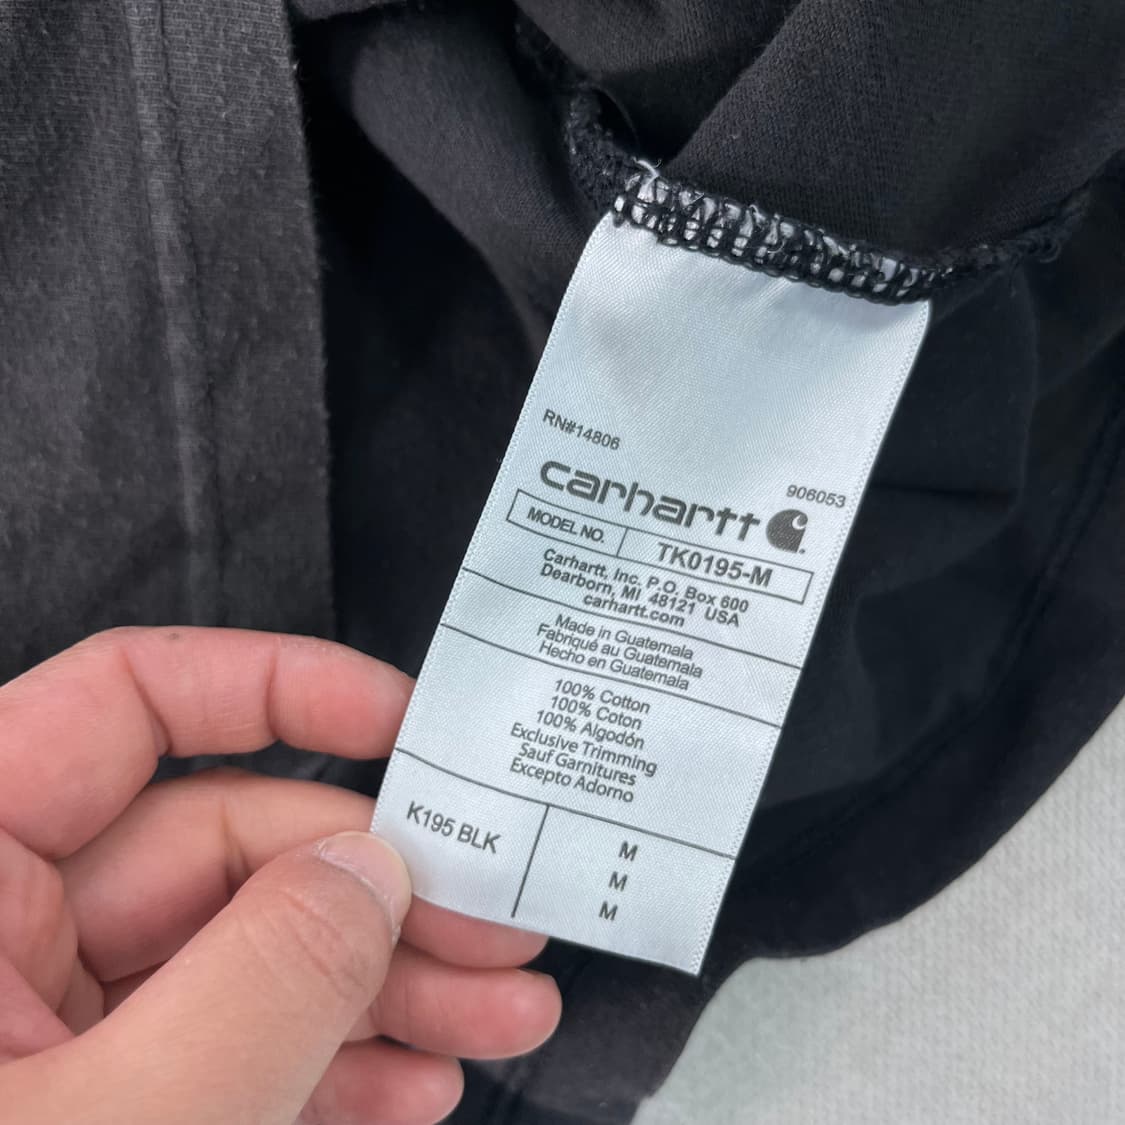 RN#14806
906053
carhartt
MODEL NO. TK0195-M
Carhartt, Inc. P.O. Box 600
Dearborn, MI 48121 USA
carhartt.com
Made in Guatemala
Fabriqué au Guatemala
Hecho en Guatemala
100% Cotton
100% Coton
100% Algodón
Exclusive Trimming
Sauf Garnitures
Excepto Adorno
K195 BLK
M
M
M